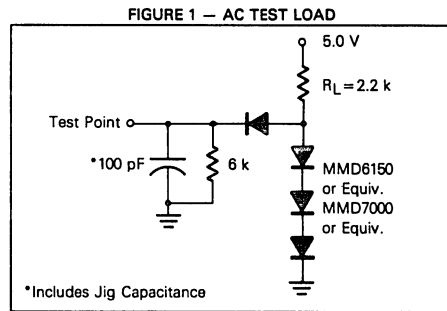 FIGURE 1 — AC TEST LOAD
5.0 V
RL=2.2 k
Test Point
*100 pF
6 k
MMD6150
or Equiv.
MMD7000
or Equiv.
*Includes Jig Capacitance